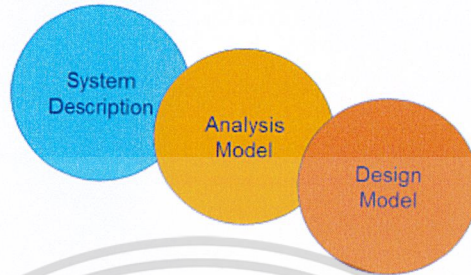 System
Description
Analysis
Model
Design
Model